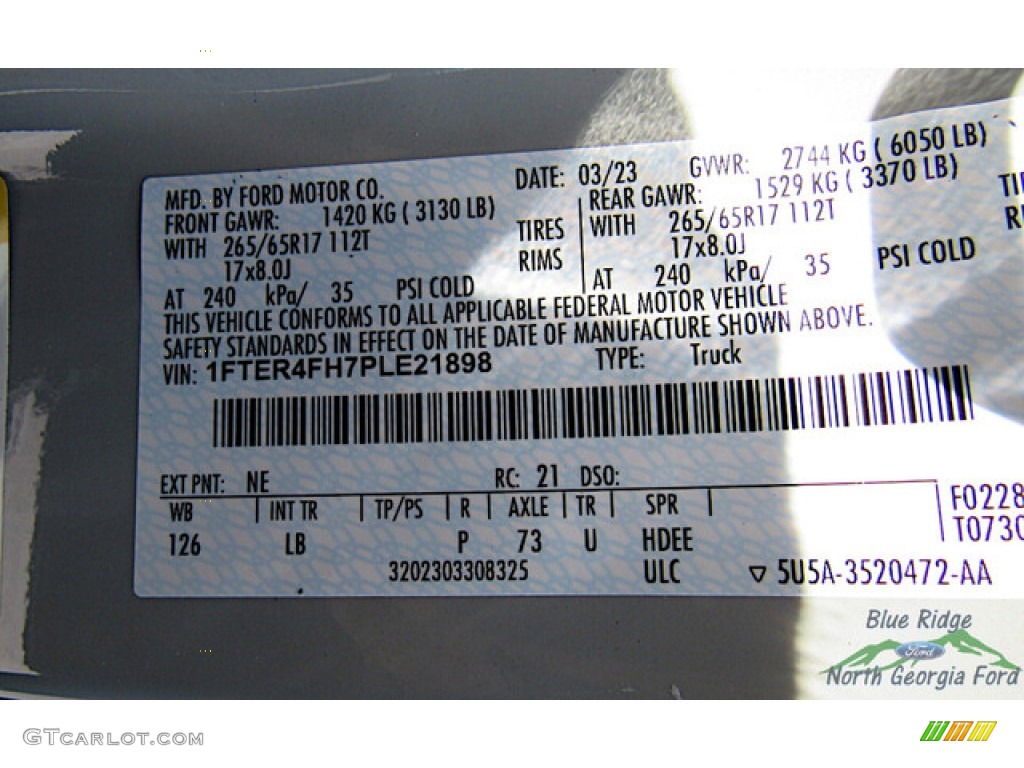 MFD. BY FORD MOTOR CO. DATE: 03/23 GVWR: 2744 KG ( 6050 LB)
FRONT GAWR: 1420 KG ( 3130 LB) REAR GAWR: 1529 KG ( 3370 LB)
WITH 265/65R17 112T TIRES WITH 265/65R17 112T
17x8.0J RIMS 17x8.0J
AT 240 kPa/ 35 PSI COLD AT 240 kPa/ 35 PSI COLD
THIS VEHICLE CONFORMS TO ALL APPLICABLE FEDERAL MOTOR VEHICLE
SAFETY STANDARDS IN EFFECT ON THE DATE OF MANUFACTURE SHOWN ABOVE.
VIN: 1FTER4FH7PLE21898 TYPE: Truck
EXT PNT: NE RC: 21 DSO:
WB INT TR TP/PS R AXLE TR SPR F0228
126 LB P 73 U HDEE T0730
3202303308325 ULC ▽ 5U5A-3520472-AA
Blue Ridge
Ford
North Georgia Ford
GTCARLOT.COM